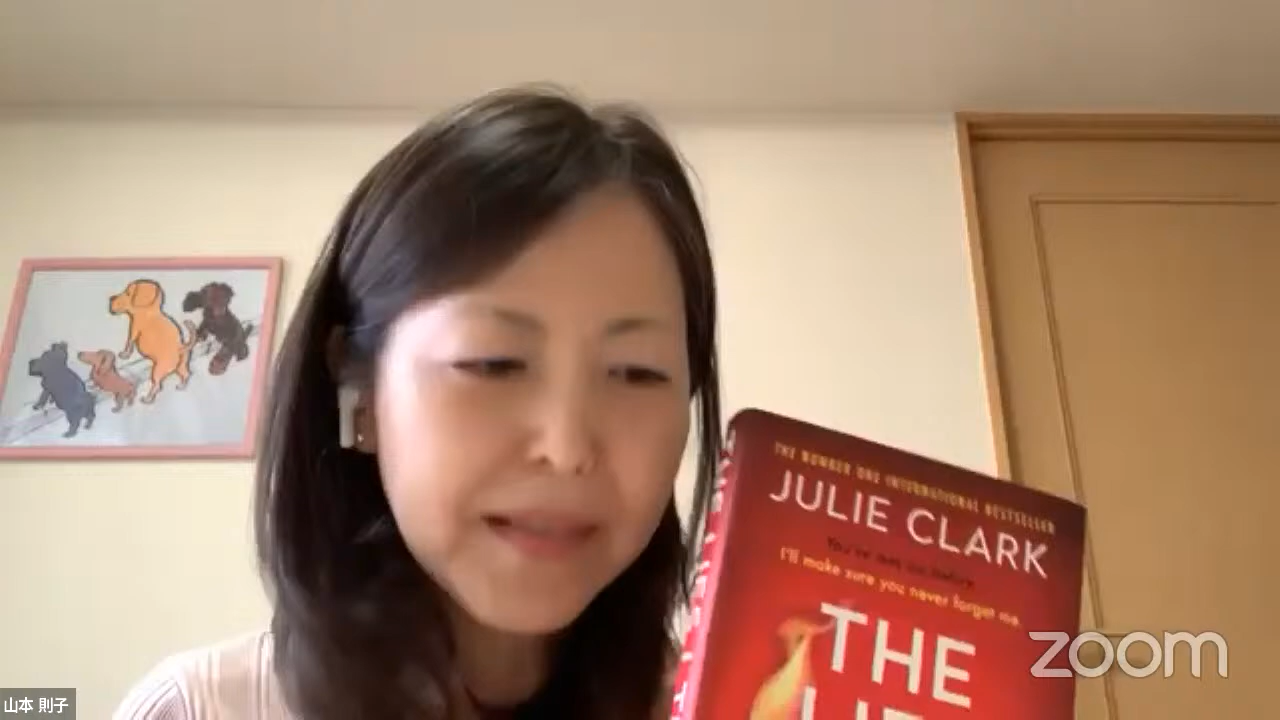 THE NUMBER ONE INTERNATIONAL BESTSELLER
JULIE CLARK
You've met me before.
I'll make sure you never forget me.
THE
zoom
山本 則子